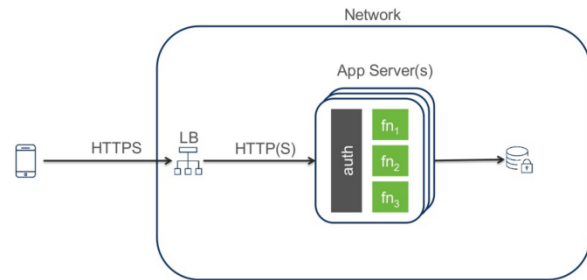 Network
App Server(s)
LB
HTTPS
HTTP(S)
auth
fn₁
fn₂
fn₃